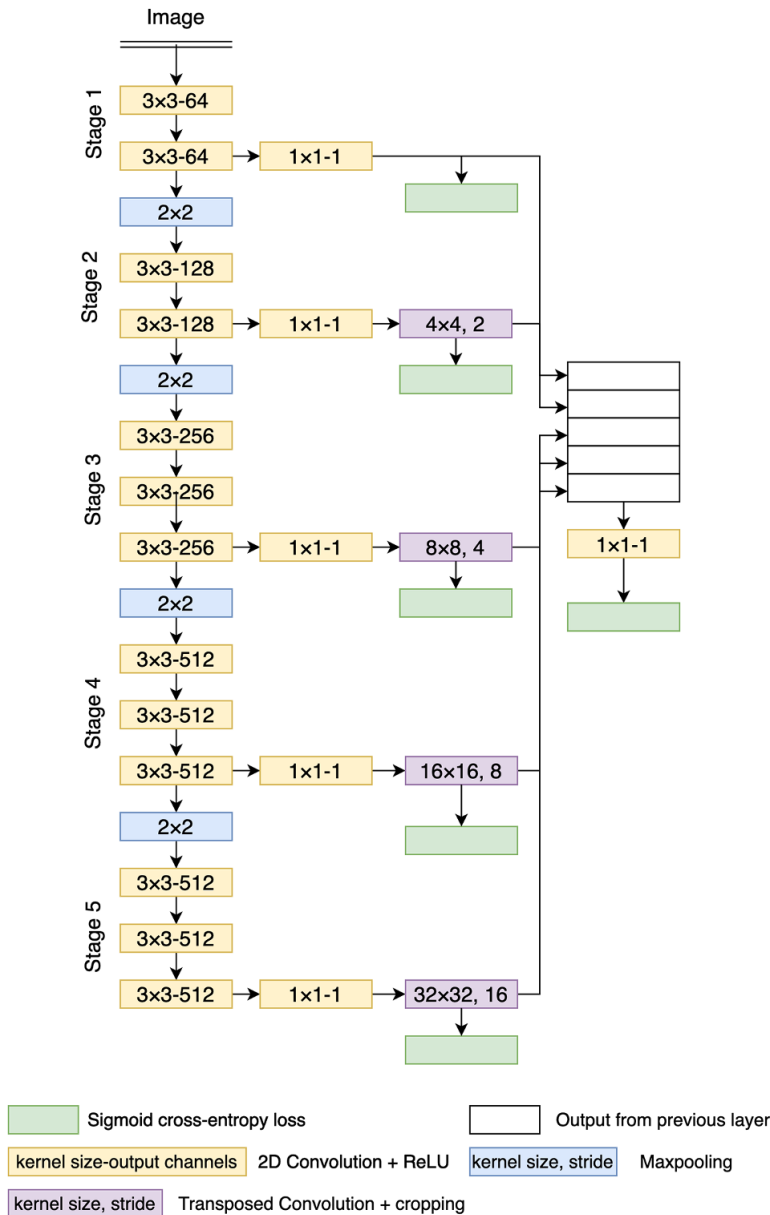 Image
Stage 1
3×3-64
3×3-64
1×1-1
2×2
Stage 2
3×3-128
3×3-128
1×1-1
4×4, 2
2×2
Stage 3
3×3-256
3×3-256
3×3-256
1×1-1
8×8, 4
1×1-1
2×2
Stage 4
3×3-512
3×3-512
3×3-512
1×1-1
16×16, 8
2×2
Stage 5
3×3-512
3×3-512
3×3-512
1×1-1
32×32, 16
Sigmoid cross-entropy loss
Output from previous layer
kernel size-output channels
2D Convolution + ReLU
kernel size, stride
Maxpooling
kernel size, stride
Transposed Convolution + cropping